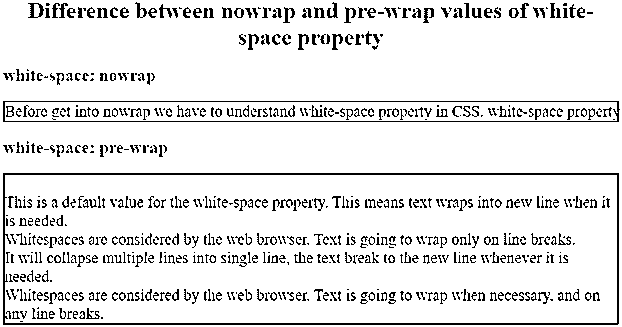 Difference between nowrap and pre-wrap values of white-
space property
white-space: nowrap
Before get into nowrap we have to understand white-space property in CSS. white-space property
white-space: pre-wrap
This is a default value for the white-space property. This means text wraps into new line when it
is needed.
Whitespaces are considered by the web browser. Text is going to wrap only on line breaks.
It will collapse multiple lines into single line, the text break to the new line whenever it is
needed.
Whitespaces are considered by the web browser. Text is going to wrap when necessary, and on
any line breaks.